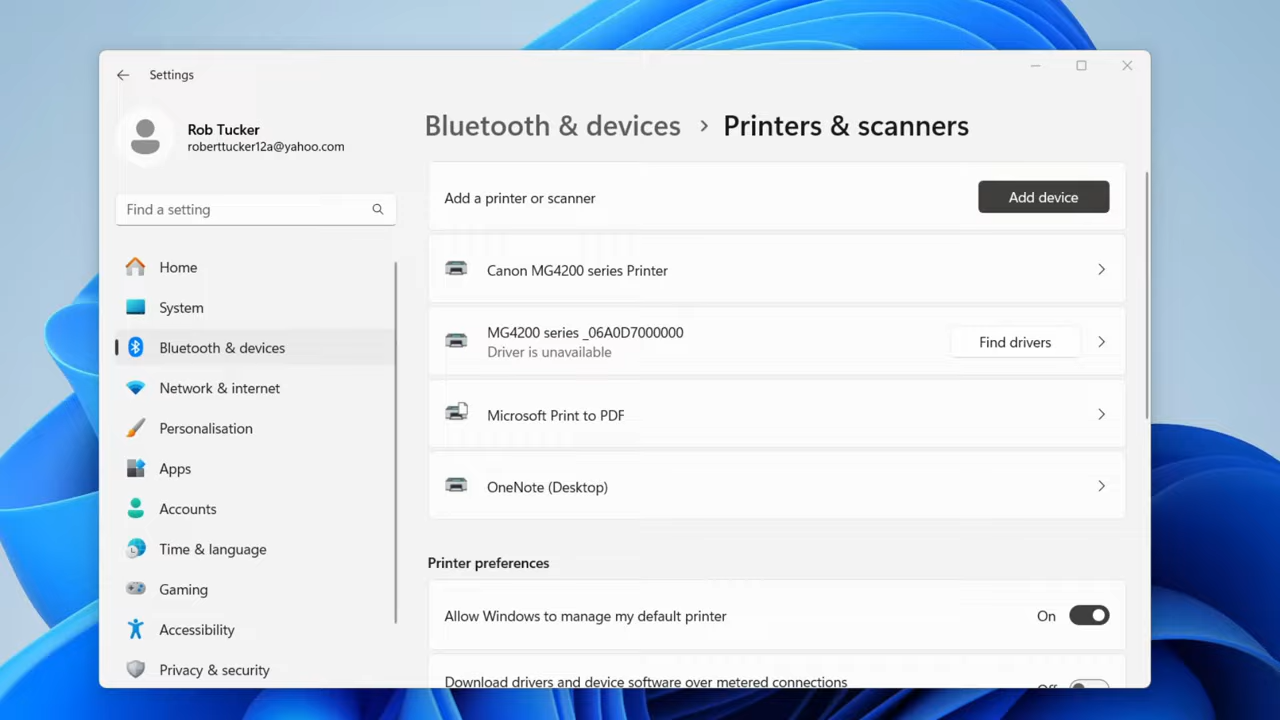 Settings
Rob Tucker
roberttucker12a@yahoo.com
Find a setting
Home
System
Bluetooth & devices
Network & internet
Personalisation
Apps
Accounts
Time & language
Gaming
Accessibility
Privacy & security
Bluetooth & devices › Printers & scanners
Add a printer or scanner
Add device
Canon MG4200 series Printer
MG4200 series _06A0D7000000
Driver is unavailable
Find drivers
Microsoft Print to PDF
OneNote (Desktop)
Printer preferences
Allow Windows to manage my default printer
On
Download drivers and device software over metered connections
Off